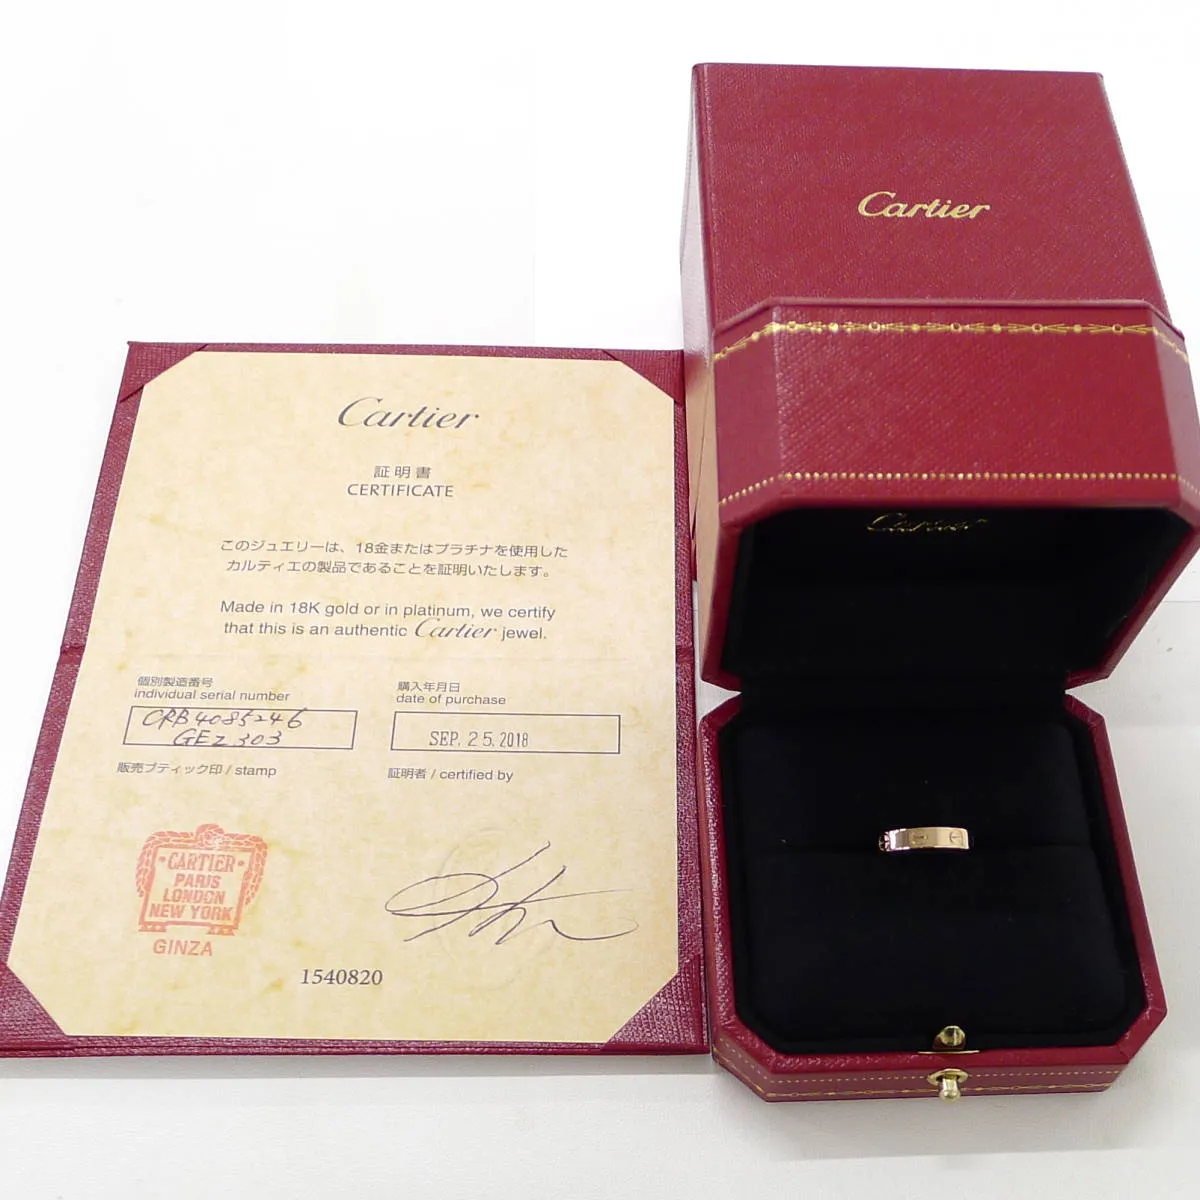 Cartier
証明書
CERTIFICATE
このジュエリーは、18金またはプラチナを使用した
カルティエの製品であることを証明いたします。
Made in 18K gold or in platinum, we certify
that this is an authentic Cartier jewel.
個別製造番号
individual serial number
CRB4085246
GEZ303
購入年月日
date of purchase
SEP. 25. 2018
販売ブティック印 / stamp
証明者 / certified by
CARTIER
PARIS
LONDON
NEW YORK
GINZA
1540820
Cartier
Cartier